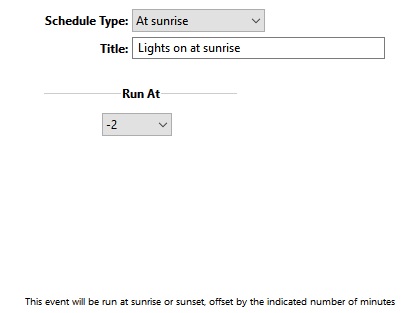 Schedule Type: At sunrise
Title: Lights on at sunrise
Run At
-2
This event will be run at sunrise or sunset, offset by the indicated number of minutes